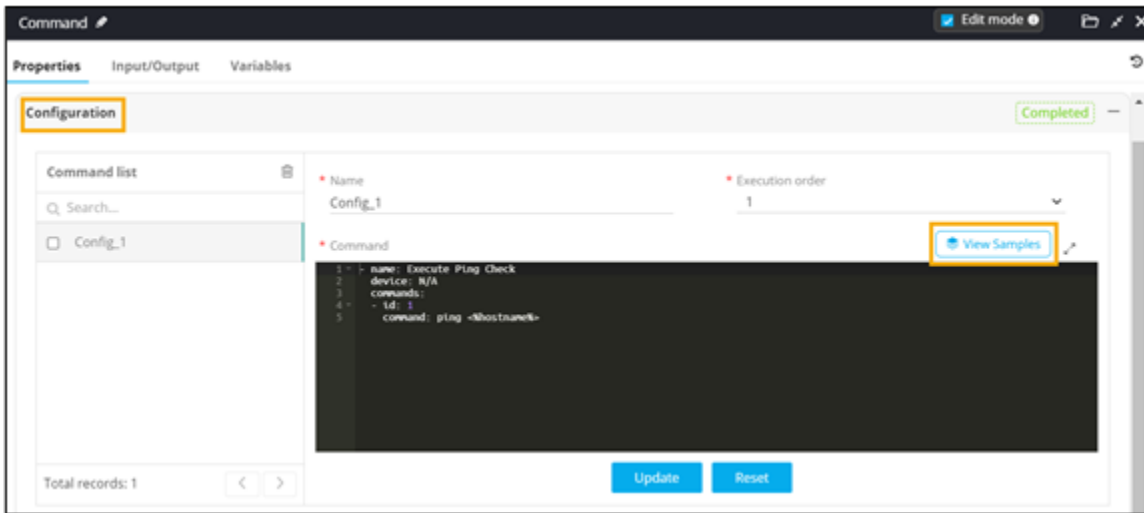 Command
Edit mode
Properties Input/Output Variables
Configuration
Completed
Command list
Search...
Config_1
Total records: 1
* Name
Config_1
* Execution order
1
* Command
View Samples
1 - name: Execute Ping Check
2 device: N/A
3 commands:
4 - id: 1
5 command: ping <%hostname%>
Update Reset